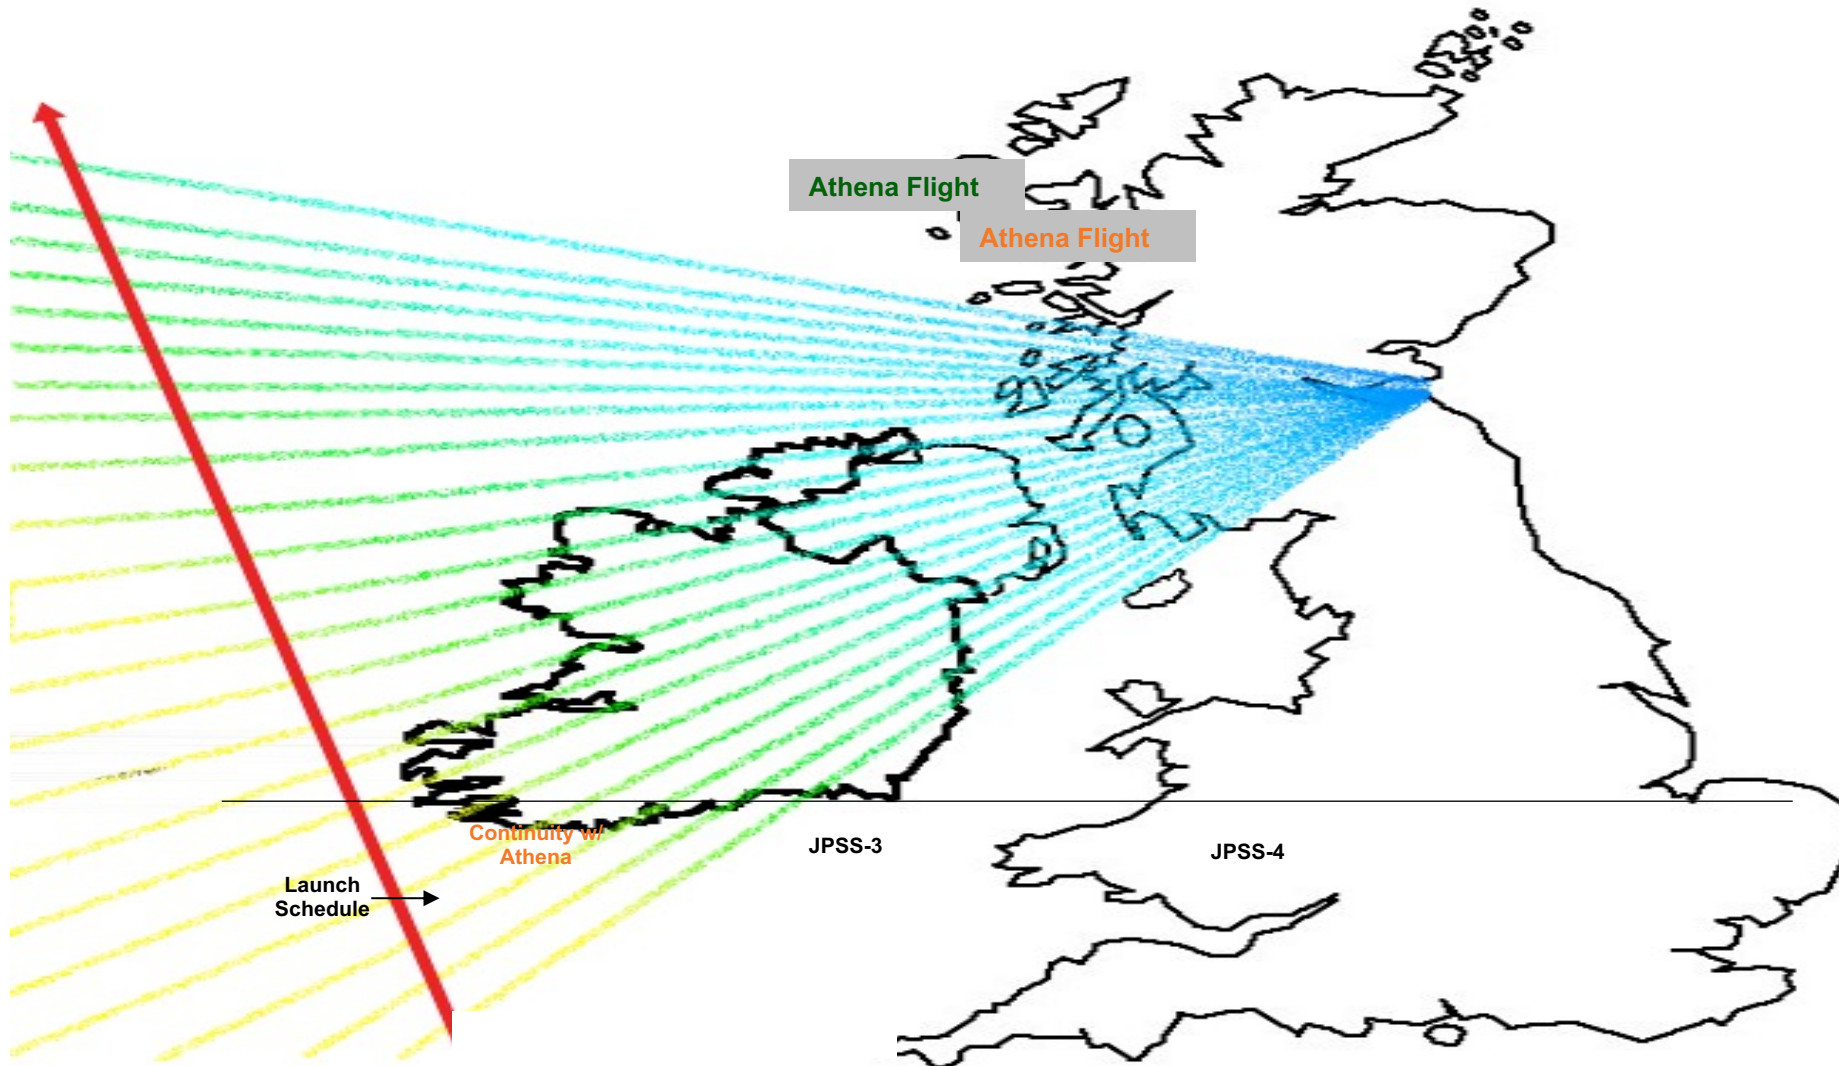 Athena Flight
Athena Flight
Continuity w/
Athena
JPSS-3
JPSS-4
Launch
Schedule